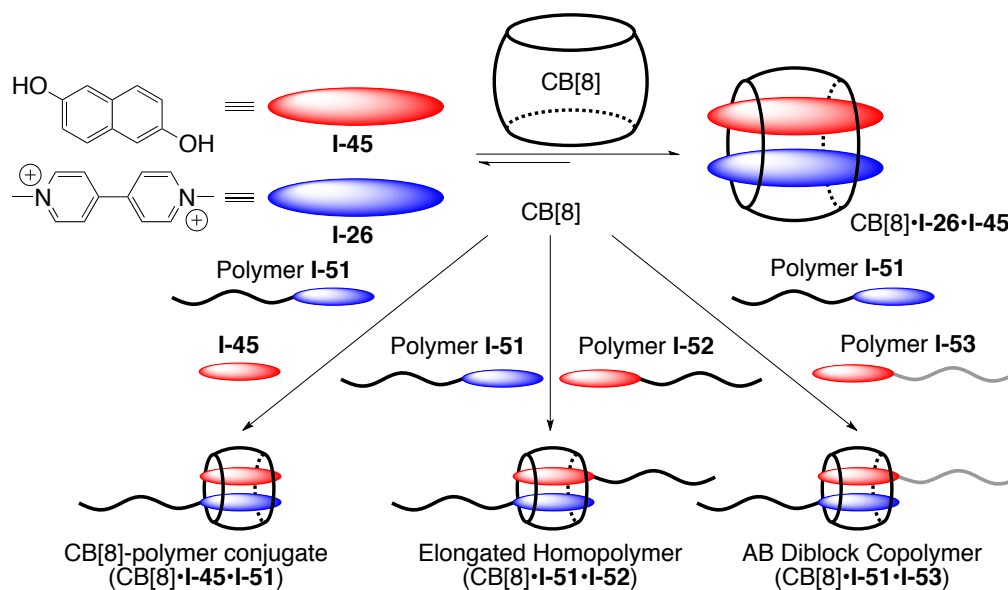 HO
OH
I-45
CB[8]
N
+
N
+
I-26
CB[8]
CB[8]•I-26•I-45
Polymer I-51
I-45
Polymer I-51
Polymer I-52
Polymer I-51
Polymer I-53
CB[8]-polymer conjugate
(CB[8]•I-45•I-51)
Elongated Homopolymer
(CB[8]•I-51•I-52)
AB Diblock Copolymer
(CB[8]•I-51•I-53)